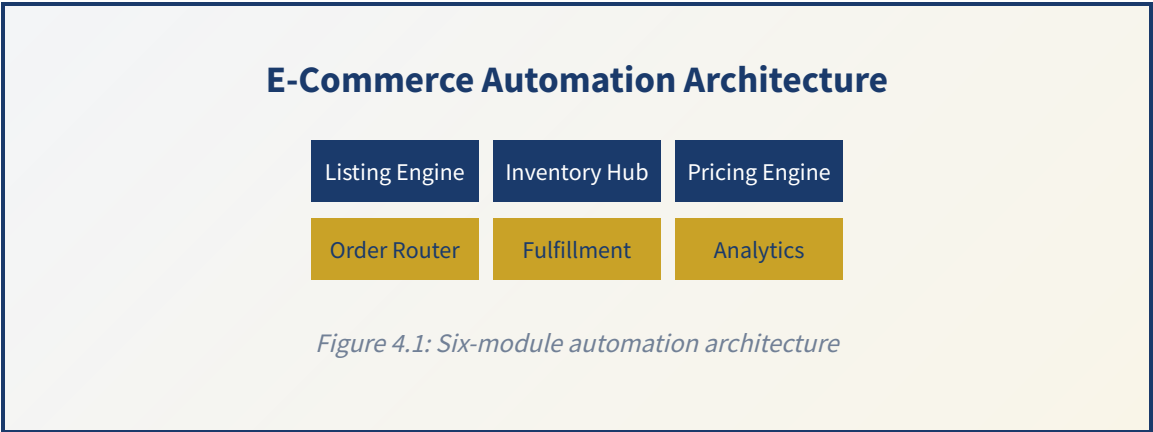 E-Commerce Automation Architecture
Listing Engine Inventory Hub Pricing Engine
Order Router Fulfillment Analytics
Figure 4.1: Six-module automation architecture